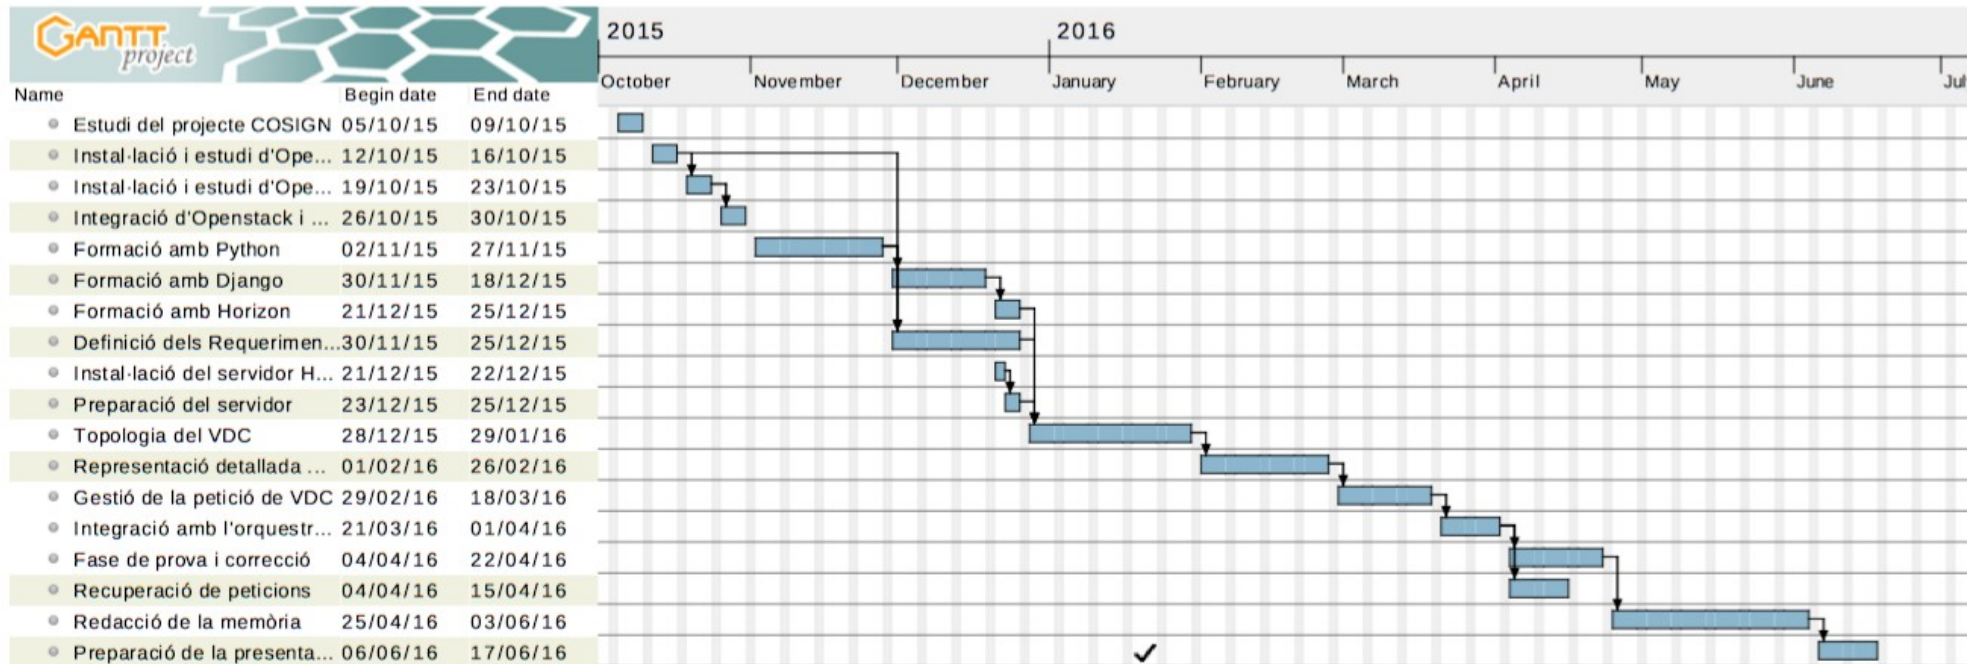 GANTT
project
2015 2016
October November December January February March April May June Jul
Name Begin date End date
Estudi del projecte COSIGN 05/10/15 09/10/15
Instal·lació i estudi d'Ope... 12/10/15 16/10/15
Instal·lació i estudi d'Ope... 19/10/15 23/10/15
Integració d'Openstack i ... 26/10/15 30/10/15
Formació amb Python 02/11/15 27/11/15
Formació amb Django 30/11/15 18/12/15
Formació amb Horizon 21/12/15 25/12/15
Definició dels Requerimen... 30/11/15 25/12/15
Instal·lació del servidor H... 21/12/15 22/12/15
Preparació del servidor 23/12/15 25/12/15
Topologia del VDC 28/12/15 29/01/16
Representació detallada ... 01/02/16 26/02/16
Gestió de la petició de VDC 29/02/16 18/03/16
Integració amb l'orquestr... 21/03/16 01/04/16
Fase de prova i correcció 04/04/16 22/04/16
Recuperació de peticions 04/04/16 15/04/16
Redacció de la memòria 25/04/16 03/06/16
Preparació de la presenta... 06/06/16 17/06/16